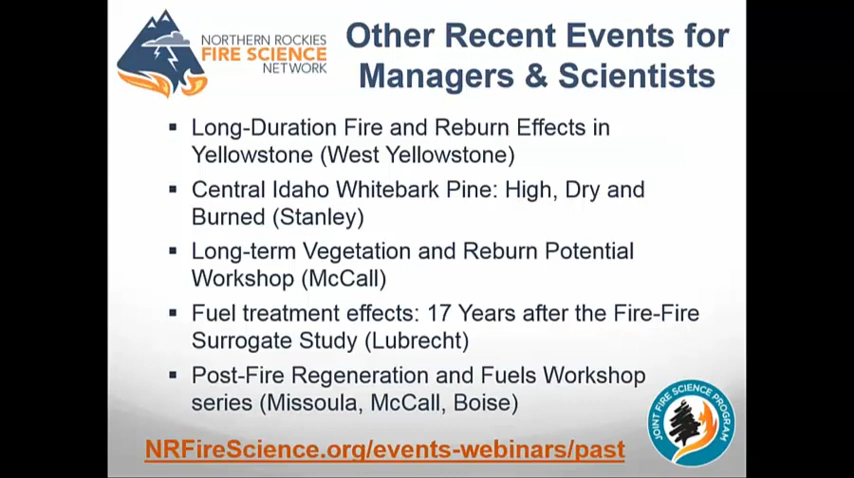 NORTHERN ROCKIES
FIRE SCIENCE
NETWORK
Other Recent Events for
Managers & Scientists
▪ Long-Duration Fire and Reburn Effects in
Yellowstone (West Yellowstone)
▪ Central Idaho Whitebark Pine: High, Dry and
Burned (Stanley)
▪ Long-term Vegetation and Reburn Potential
Workshop (McCall)
▪ Fuel treatment effects: 17 Years after the Fire-Fire
Surrogate Study (Lubrecht)
▪ Post-Fire Regeneration and Fuels Workshop
series (Missoula, McCall, Boise)
NRFireScience.org/events-webinars/past
JOINT FIRE SCIENCE PROGRAM